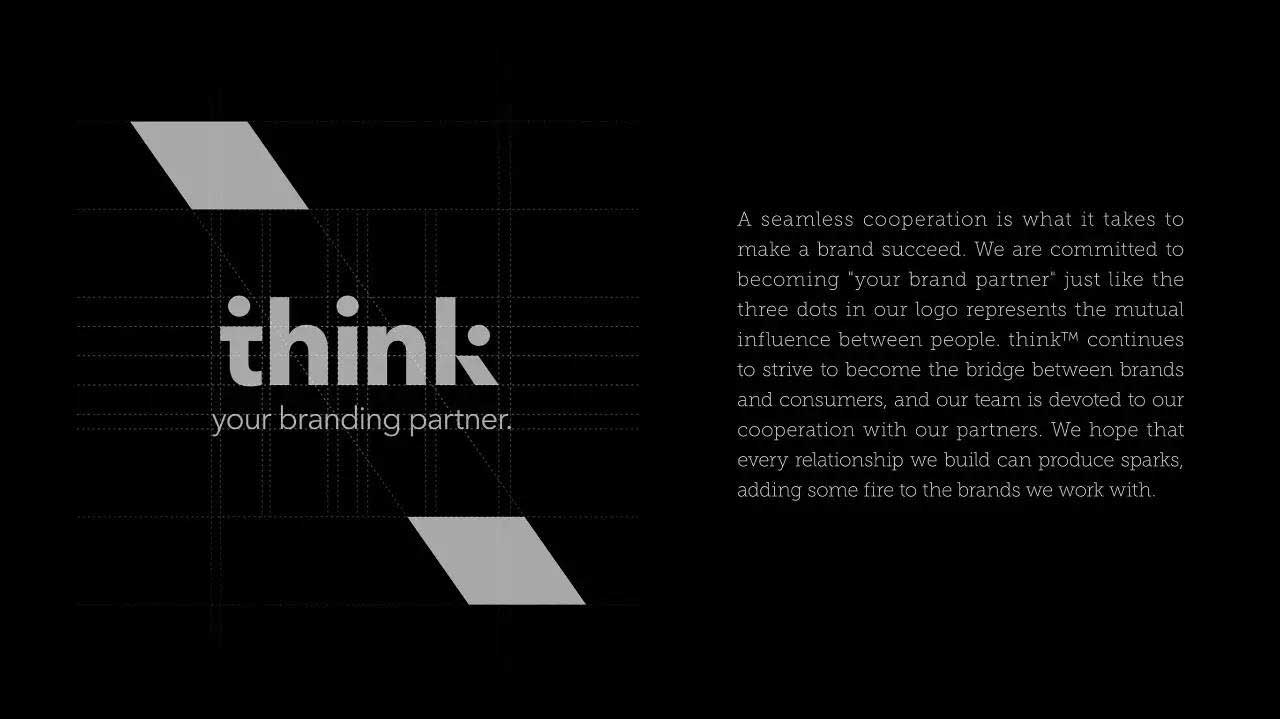 think
your branding partner.
A seamless cooperation is what it takes to
make a brand succeed. We are committed to
becoming "your brand partner" just like the
three dots in our logo represents the mutual
influence between people. think™ continues
to strive to become the bridge between brands
and consumers, and our team is devoted to our
cooperation with our partners. We hope that
every relationship we build can produce sparks,
adding some fire to the brands we work with.